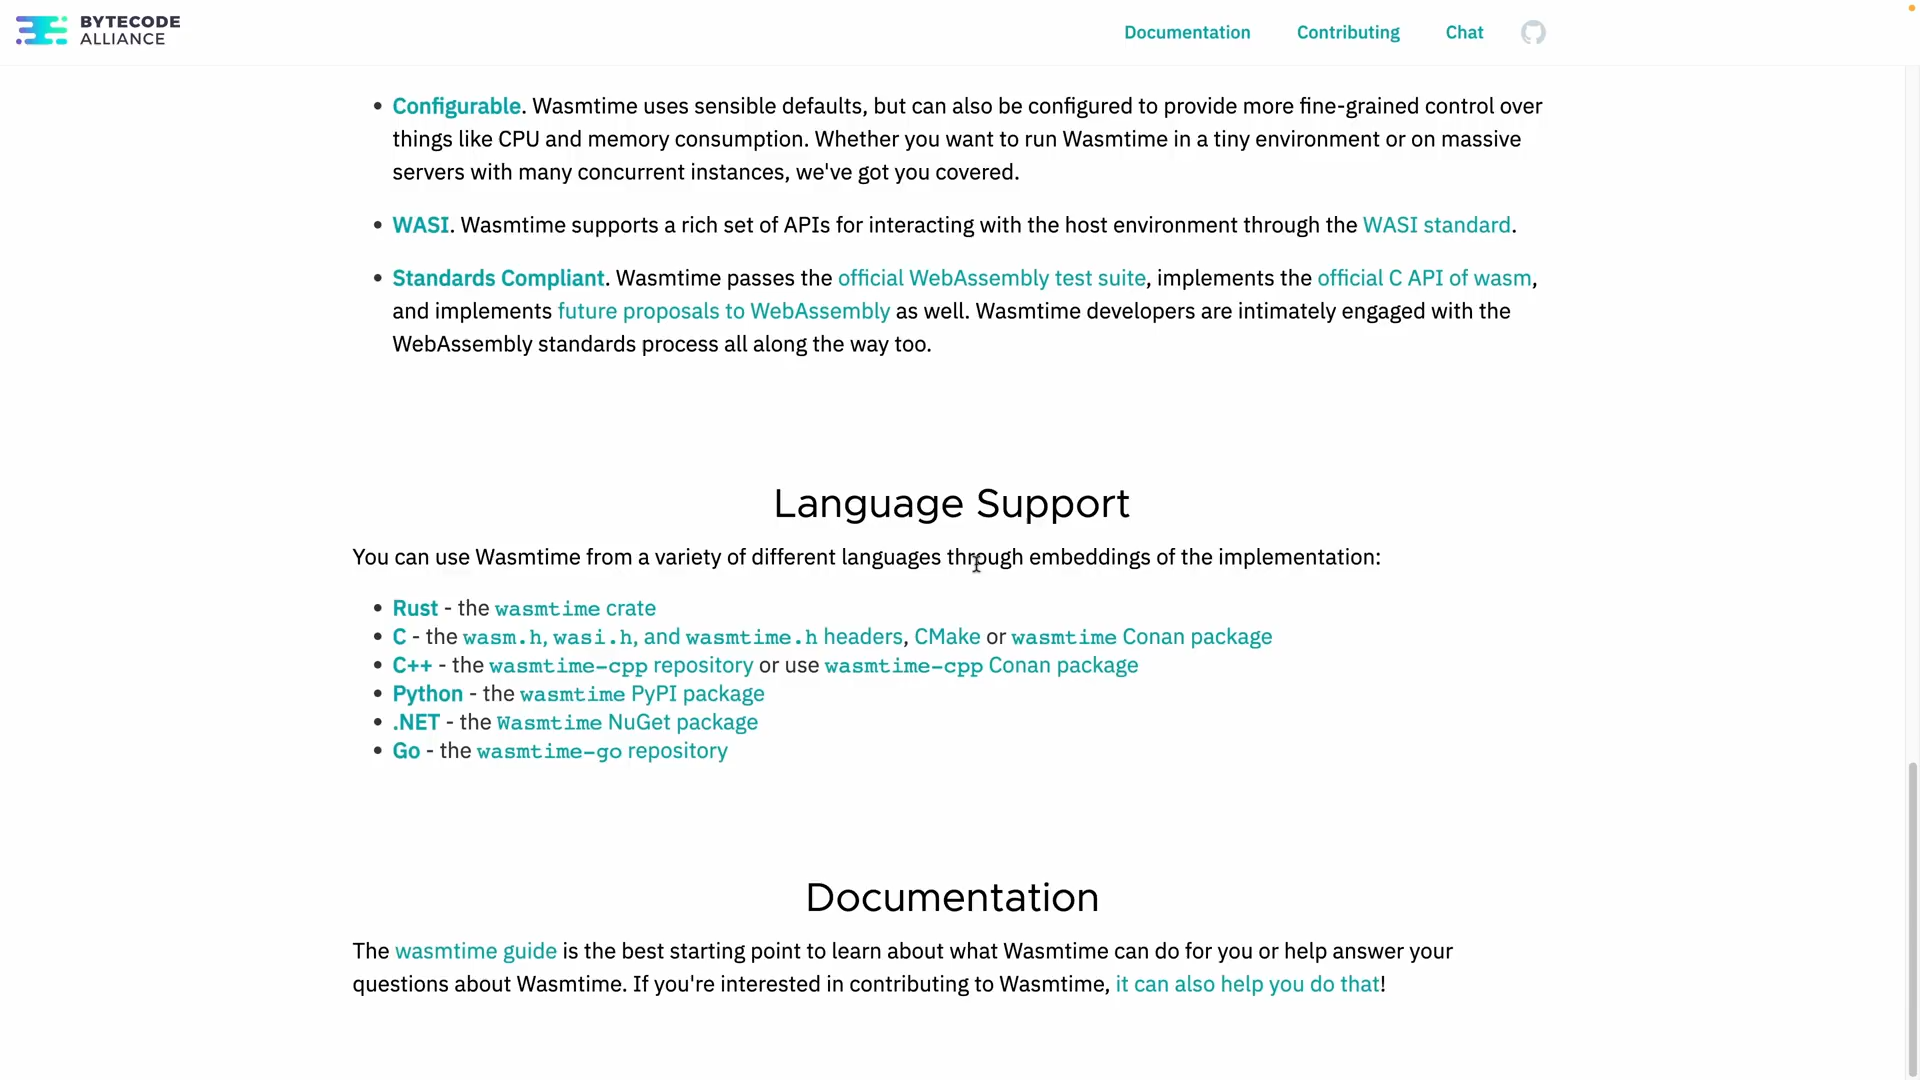 BYTECODE
ALLIANCE
Documentation Contributing Chat
• Configurable. Wasmtime uses sensible defaults, but can also be configured to provide more fine-grained control over
things like CPU and memory consumption. Whether you want to run Wasmtime in a tiny environment or on massive
servers with many concurrent instances, we've got you covered.
• WASI. Wasmtime supports a rich set of APIs for interacting with the host environment through the WASI standard.
• Standards Compliant. Wasmtime passes the official WebAssembly test suite, implements the official C API of wasm,
and implements future proposals to WebAssembly as well. Wasmtime developers are intimately engaged with the
WebAssembly standards process all along the way too.
Language Support
You can use Wasmtime from a variety of different languages through embeddings of the implementation:
• Rust - the wasmtime crate
• C - the wasm.h, wasi.h, and wasmtime.h headers, CMake or wasmtime Conan package
• C++ - the wasmtime-cpp repository or use wasmtime-cpp Conan package
• Python - the wasmtime PyPI package
• .NET - the Wasmtime NuGet package
• Go - the wasmtime-go repository
Documentation
The wasmtime guide is the best starting point to learn about what Wasmtime can do for you or help answer your
questions about Wasmtime. If you're interested in contributing to Wasmtime, it can also help you do that!